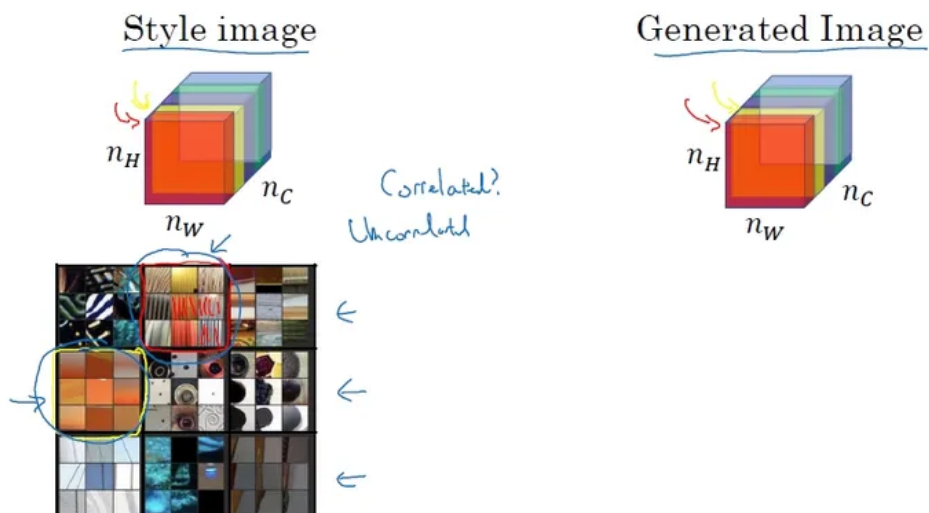 Style image
Generated Image
n_H
n_C
n_W
n_H
n_C
n_W
Correlated?
Uncorrelated